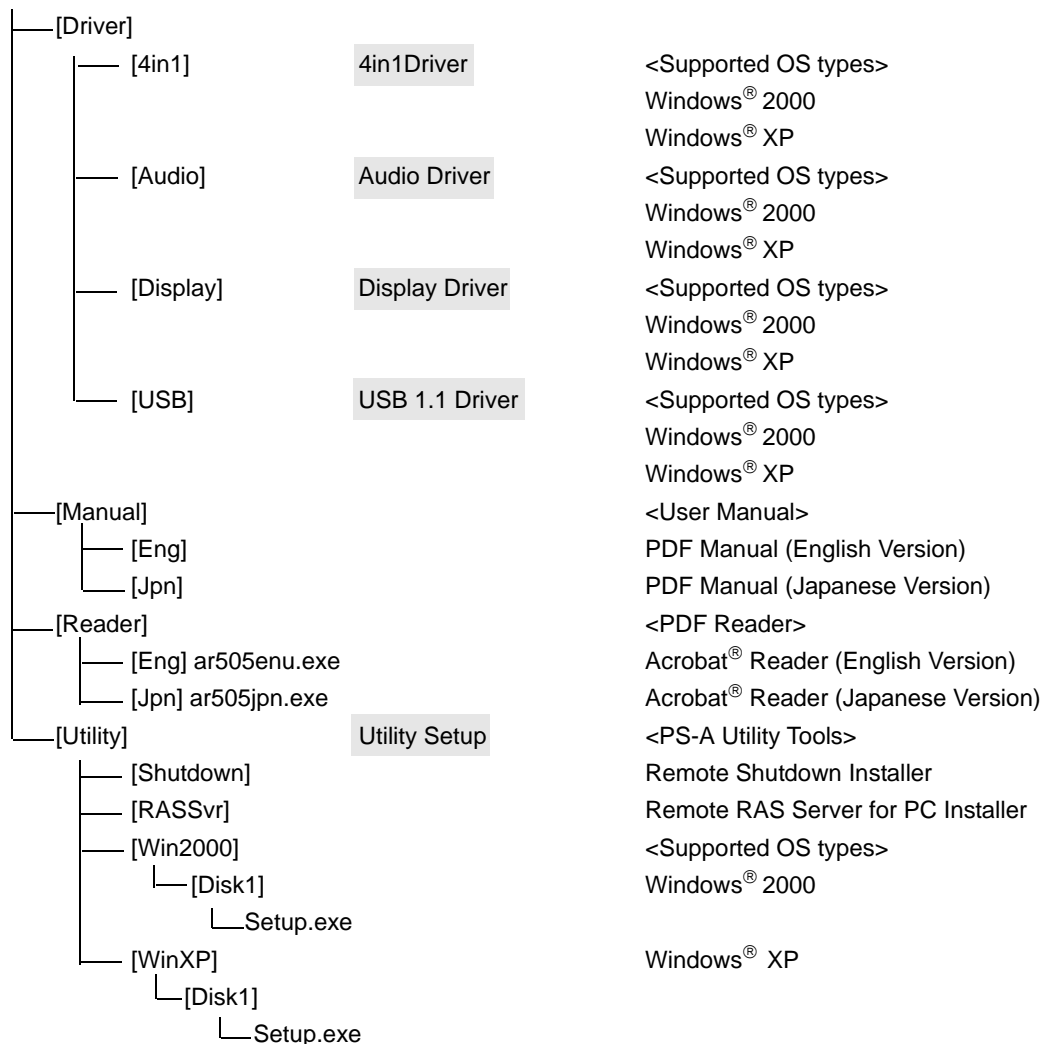 [Driver]
[4in1] 4in1Driver <Supported OS types>
Windows® 2000
Windows® XP
[Audio] Audio Driver <Supported OS types>
Windows® 2000
Windows® XP
[Display] Display Driver <Supported OS types>
Windows® 2000
Windows® XP
[USB] USB 1.1 Driver <Supported OS types>
Windows® 2000
Windows® XP
[Manual] <User Manual>
[Eng] PDF Manual (English Version)
[Jpn] PDF Manual (Japanese Version)
[Reader] <PDF Reader>
[Eng] ar505enu.exe Acrobat® Reader (English Version)
[Jpn] ar505jpn.exe Acrobat® Reader (Japanese Version)
[Utility] Utility Setup <PS-A Utility Tools>
[Shutdown] Remote Shutdown Installer
[RASSvr] Remote RAS Server for PC Installer
[Win2000] <Supported OS types>
[Disk1] Windows® 2000
Setup.exe
[WinXP] Windows® XP
[Disk1]
Setup.exe